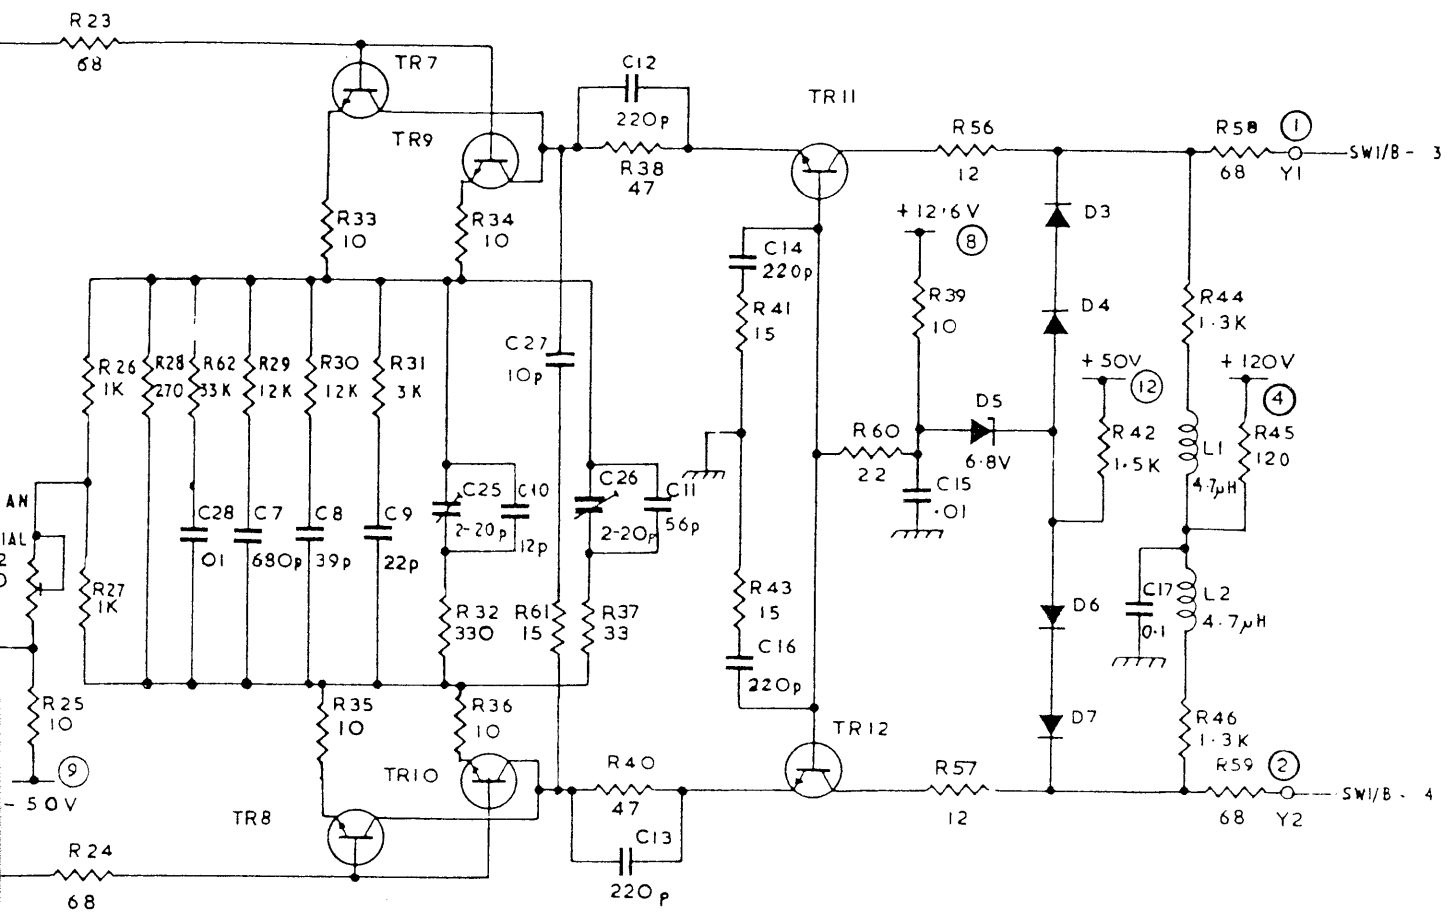 R23
68
TR7
C12
220p
TR9
R38
47
TR11
R56
12
R58
68
1
Y1
SW1/B - 3
R33
10
R34
10
+12·6V
8
D3
C14
220p
R41
15
R39
10
D4
R44
1·3K
C27
10p
R26
1K
R28
270
R62
33K
R29
12K
R30
12K
R31
3K
+50V
12
+120V
4
D5
6·8V
R60
22
R42
1·5K
L1
4·7μH
R45
120
AN
IAL
2
0
C28
01
C7
680p
C8
39p
C9
22p
C25
2-20p
C10
12p
C26
2-20p
C11
56p
C15
·01
R27
1K
R32
330
R61
15
R37
33
R43
15
D6
C17
0·1
L2
4·7μH
C16
220p
R25
10
9
- 50V
R35
10
R36
10
TR12
D7
R46
1·3K
TR10
R40
47
R57
12
R59
68
2
Y2
SW1/B - 4
TR8
C13
220p
R24
68